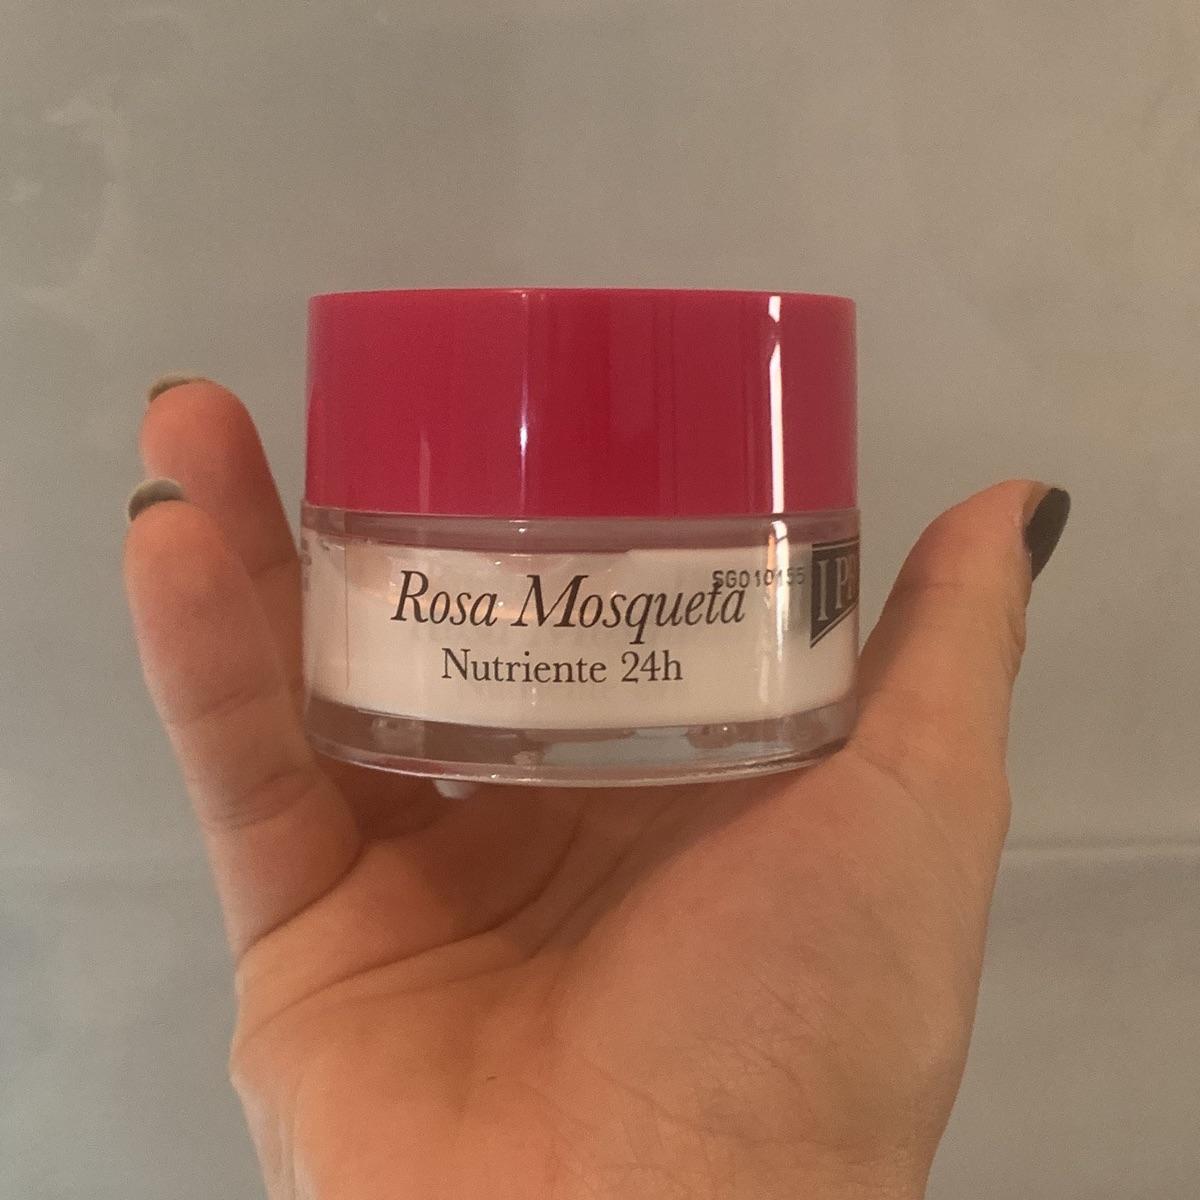 Rosa Mosqueta
Nutriente 24h
SG010155